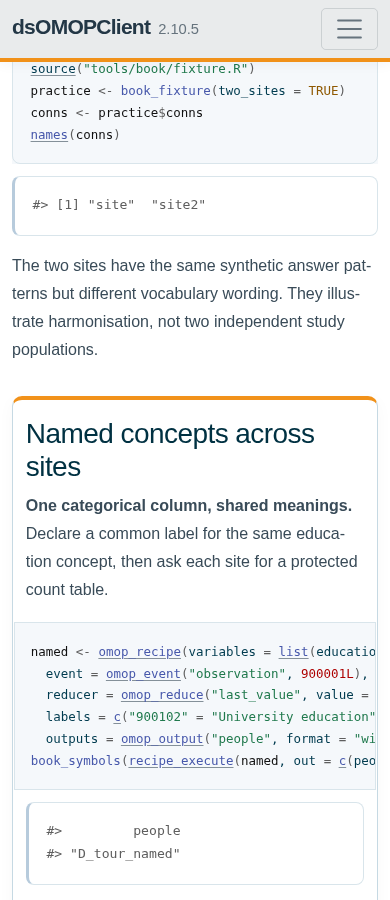 dsOMOPClient 2.10.5
source("tools/book/fixture.R")
practice <- book_fixture(two_sites = TRUE)
conns <- practice$conns
names(conns)
#> [1] "site"  "site2"
The two sites have the same synthetic answer pat-
terns but different vocabulary wording. They illus-
trate harmonisation, not two independent study
populations.
Named concepts across
sites
One categorical column, shared meanings.
Declare a common label for the same educa-
tion concept, then ask each site for a protected
count table.
named <- omop_recipe(variables = list(educatio
  event = omop_event("observation", 900001L),
  reducer = omop_reduce("last_value", value =
  labels = c("900102" = "University education"
  outputs = omop_output("people", format = "wi
book_symbols(recipe_execute(named, out = c(peo
#>         people
#> "D_tour_named"